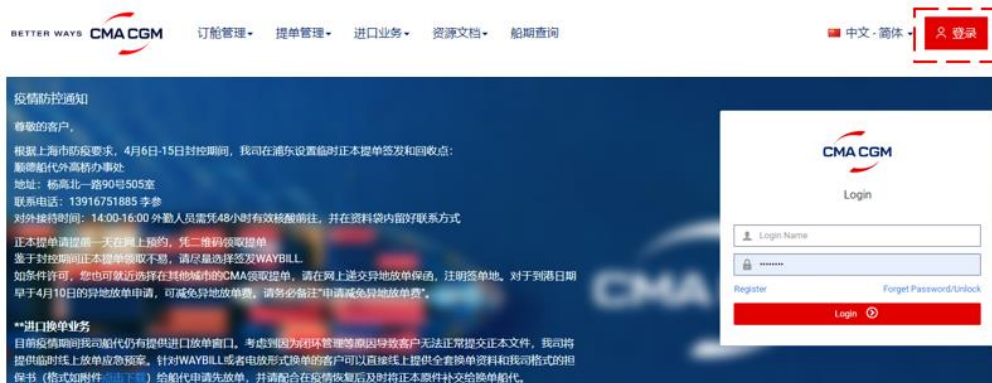 BETTER WAYS CMA CGM 订舱管理 提单管理 进口业务 资源文档 船期查询 中文 - 简体 登录
疫情防控通知
尊敬的客户,
根据上海市防疫要求,4月6日-15日封控期间,我司在浦东设置临时正本提单签发和回收点:
顺德船代外高桥办事处
地址:杨高北一路90号505室
联系电话:13916751885 李参
对外接待时间:14:00-16:00 外勤人员需凭48小时有效核酸前往,并在资料袋内留好联系方式
正本提单请提前一天在网上预约,凭二维码领取提单
鉴于封控期间正本提单领取不易,请尽量选择签发WAYBILL.
如条件许可,您也可就近选择在其他城市的CMA领取提单,请在网上递交异地放单保函,注明签单地。对于到港日期
早于4月10日的异地放单申请,可减免异地放单费。请务必备注"申请减免异地放单费"。
**进口换单业务
目前疫情期间我司船代仍有提供进口放单窗口。考虑到因为闭环管理等原因导致客户无法正常提交正本文件,我司将
提供临时线上放单应急预案。针对WAYBILL或者电放形式换单的客户可以直接线上提供全套换单资料和我司格式的担
保书(格式如附件点击下载)给船代申请先放单,并请配合在疫情恢复后及时将正本原件补交给换单船代。
CMA
CMA CGM
Login
Login Name
Register Forget Password/Unlock
Login